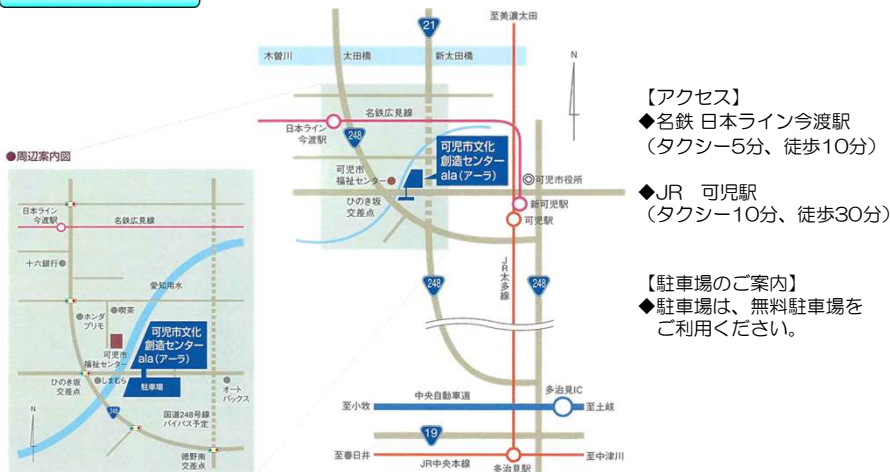 至美濃太田
21
木曽川
太田橋
新太田橋
N
名鉄広見線
日本ライン
今渡駅
248
可児市文化
創造センター
ala(アーラ)
可児市
福祉センター
◎可児市役所
ひのき坂
交差点
新可児駅
可児駅
JR太多線
248
248
多治見IC
中央自動車道
至小牧
至土岐
19
至春日井
至中津川
JR中央本線
多治見駅
●周辺案内図
日本ライン
今渡駅
名鉄広見線
十六銀行
愛知用水
喫茶
ホンダ
プリモ
可児市文化
創造センター
ala(アーラ)
可児市
福祉センター
ひのき坂
交差点
しまむら
駐車場
オート
バックス
N
248
国道248号線
バイパス予定
徳野南
交差点
【アクセス】
◆名鉄 日本ライン今渡駅
(タクシー5分、徒歩10分)
◆JR 可児駅
(タクシー10分、徒歩30分)
【駐車場のご案内】
◆駐車場は、無料駐車場を
ご利用ください。